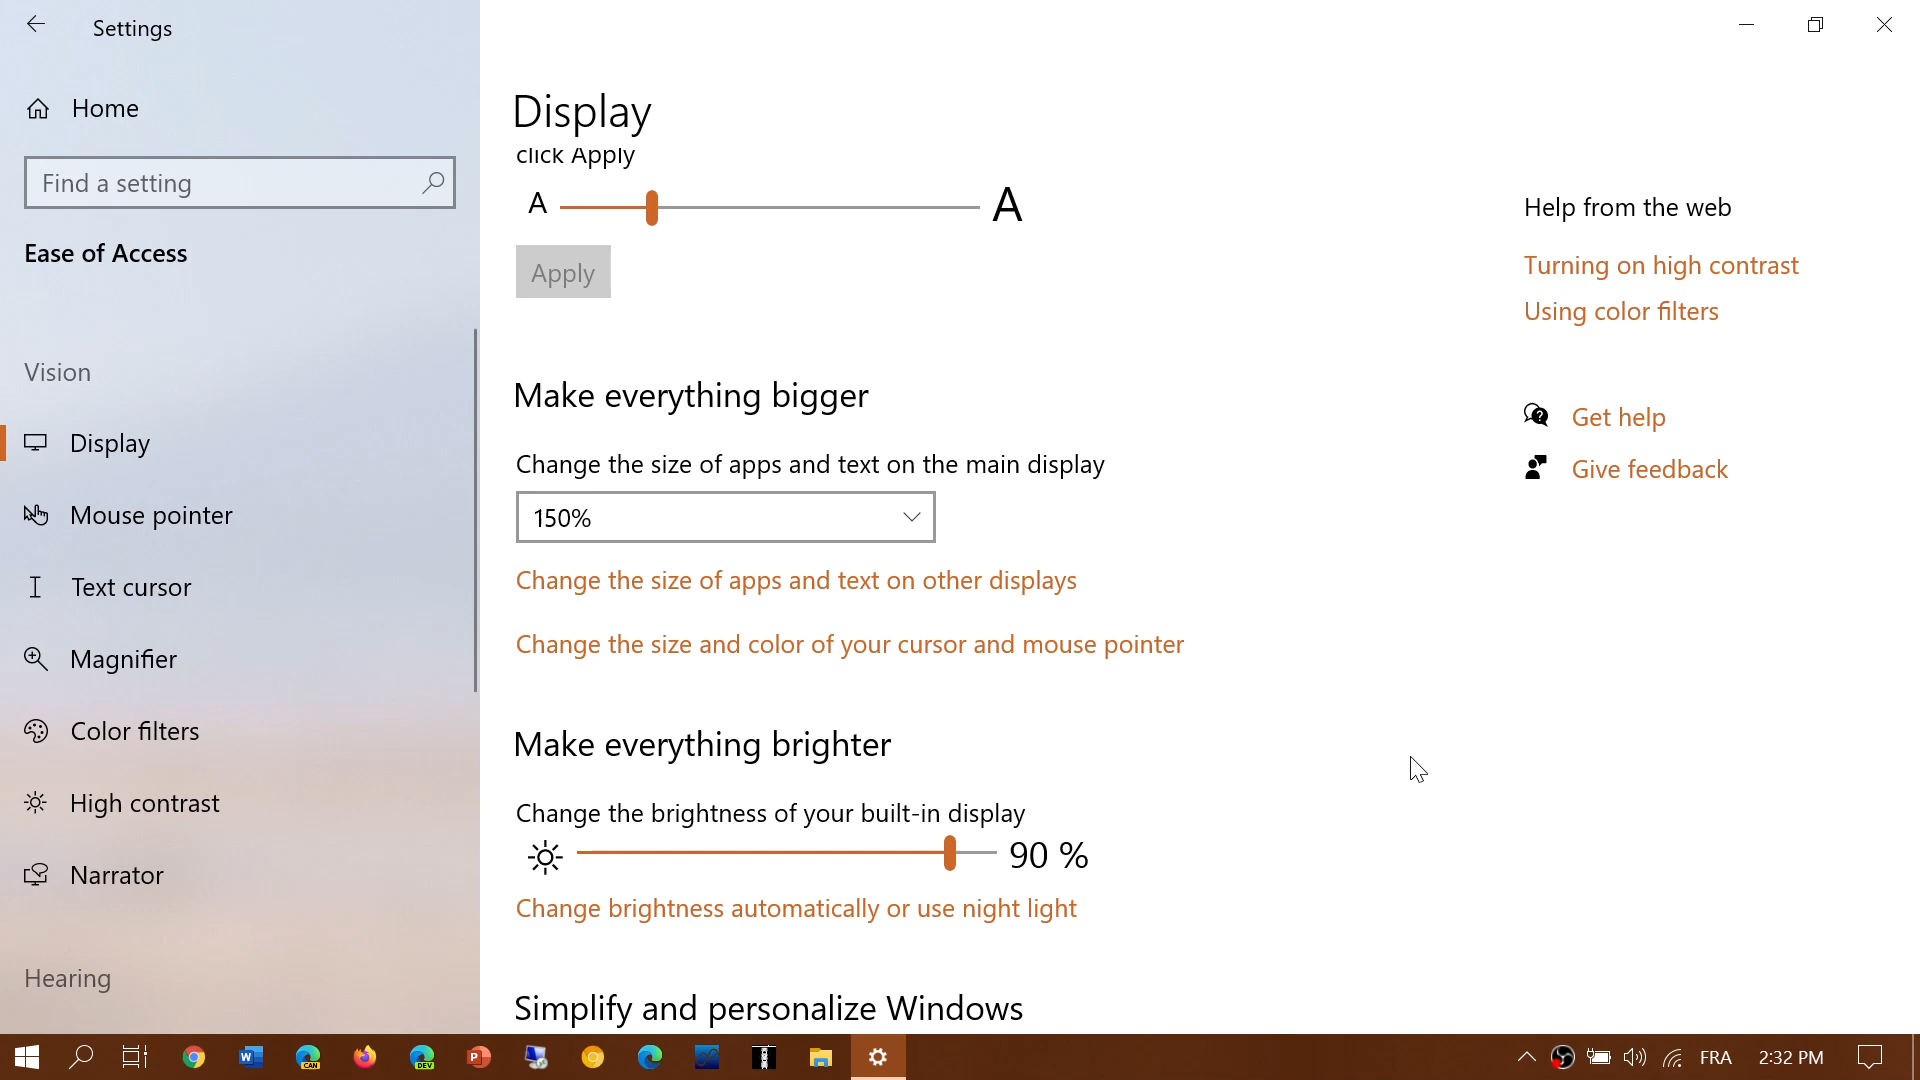 Settings
Home
Find a setting
Ease of Access
Vision
Display
Mouse pointer
Text cursor
Magnifier
Color filters
High contrast
Narrator
Hearing
Display
click Apply
A A
Apply
Make everything bigger
Change the size of apps and text on the main display
150%
Change the size of apps and text on other displays
Change the size and color of your cursor and mouse pointer
Make everything brighter
Change the brightness of your built-in display
90 %
Change brightness automatically or use night light
Simplify and personalize Windows
Help from the web
Turning on high contrast
Using color filters
Get help
Give feedback
W CAN DEV P FRA 2:32 PM